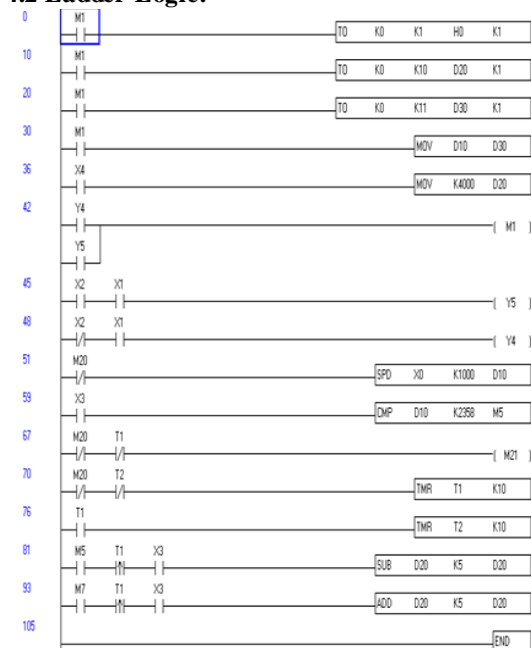 4.2 Ladder Logic:
0 M1 TO K0 K1 H0 K1
10 M1 TO K0 K10 D20 K1
20 M1 TO K0 K11 D30 K1
30 M1 MOV D10 D30
36 X4 MOV K4000 D20
42 Y4 M1
Y5
45 X2 X1 Y5
48 X2 X1 Y4
51 M20 SPD X0 K1000 D10
59 X3 CMP D10 K2358 M5
67 M20 T1 M21
70 M20 T2 TMR T1 K10
76 T1 TMR T2 K10
81 M5 T1 X3 SUB D20 K5 D20
93 M7 T1 X3 ADD D20 K5 D20
105 END